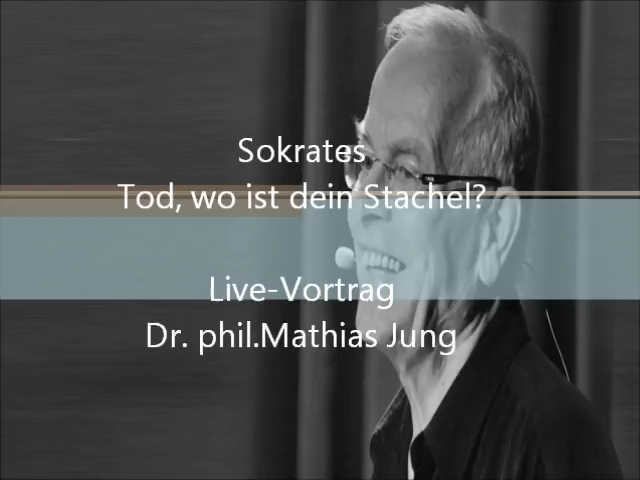 Sokrates
Tod, wo ist dein Stachel?
Live-Vortrag
Dr. phil.Mathias Jung